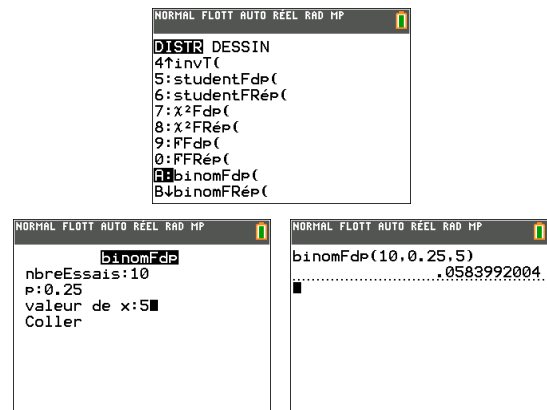 NORMAL FLOTT AUTO RÉEL RAD MP
DISTR DESSIN
4↑invT(
5:studentFdp(
6:studentFRép(
7:χ²Fdp(
8:χ²FRép(
9:FFdp(
0:FFRép(
A:binomFdp(
B↓binomFRép(
NORMAL FLOTT AUTO RÉEL RAD MP
binomFdp
nbreEssais:10
p:0.25
valeur de x:5
Coller
NORMAL FLOTT AUTO RÉEL RAD MP
binomFdp(10,0.25,5)
.0583992004